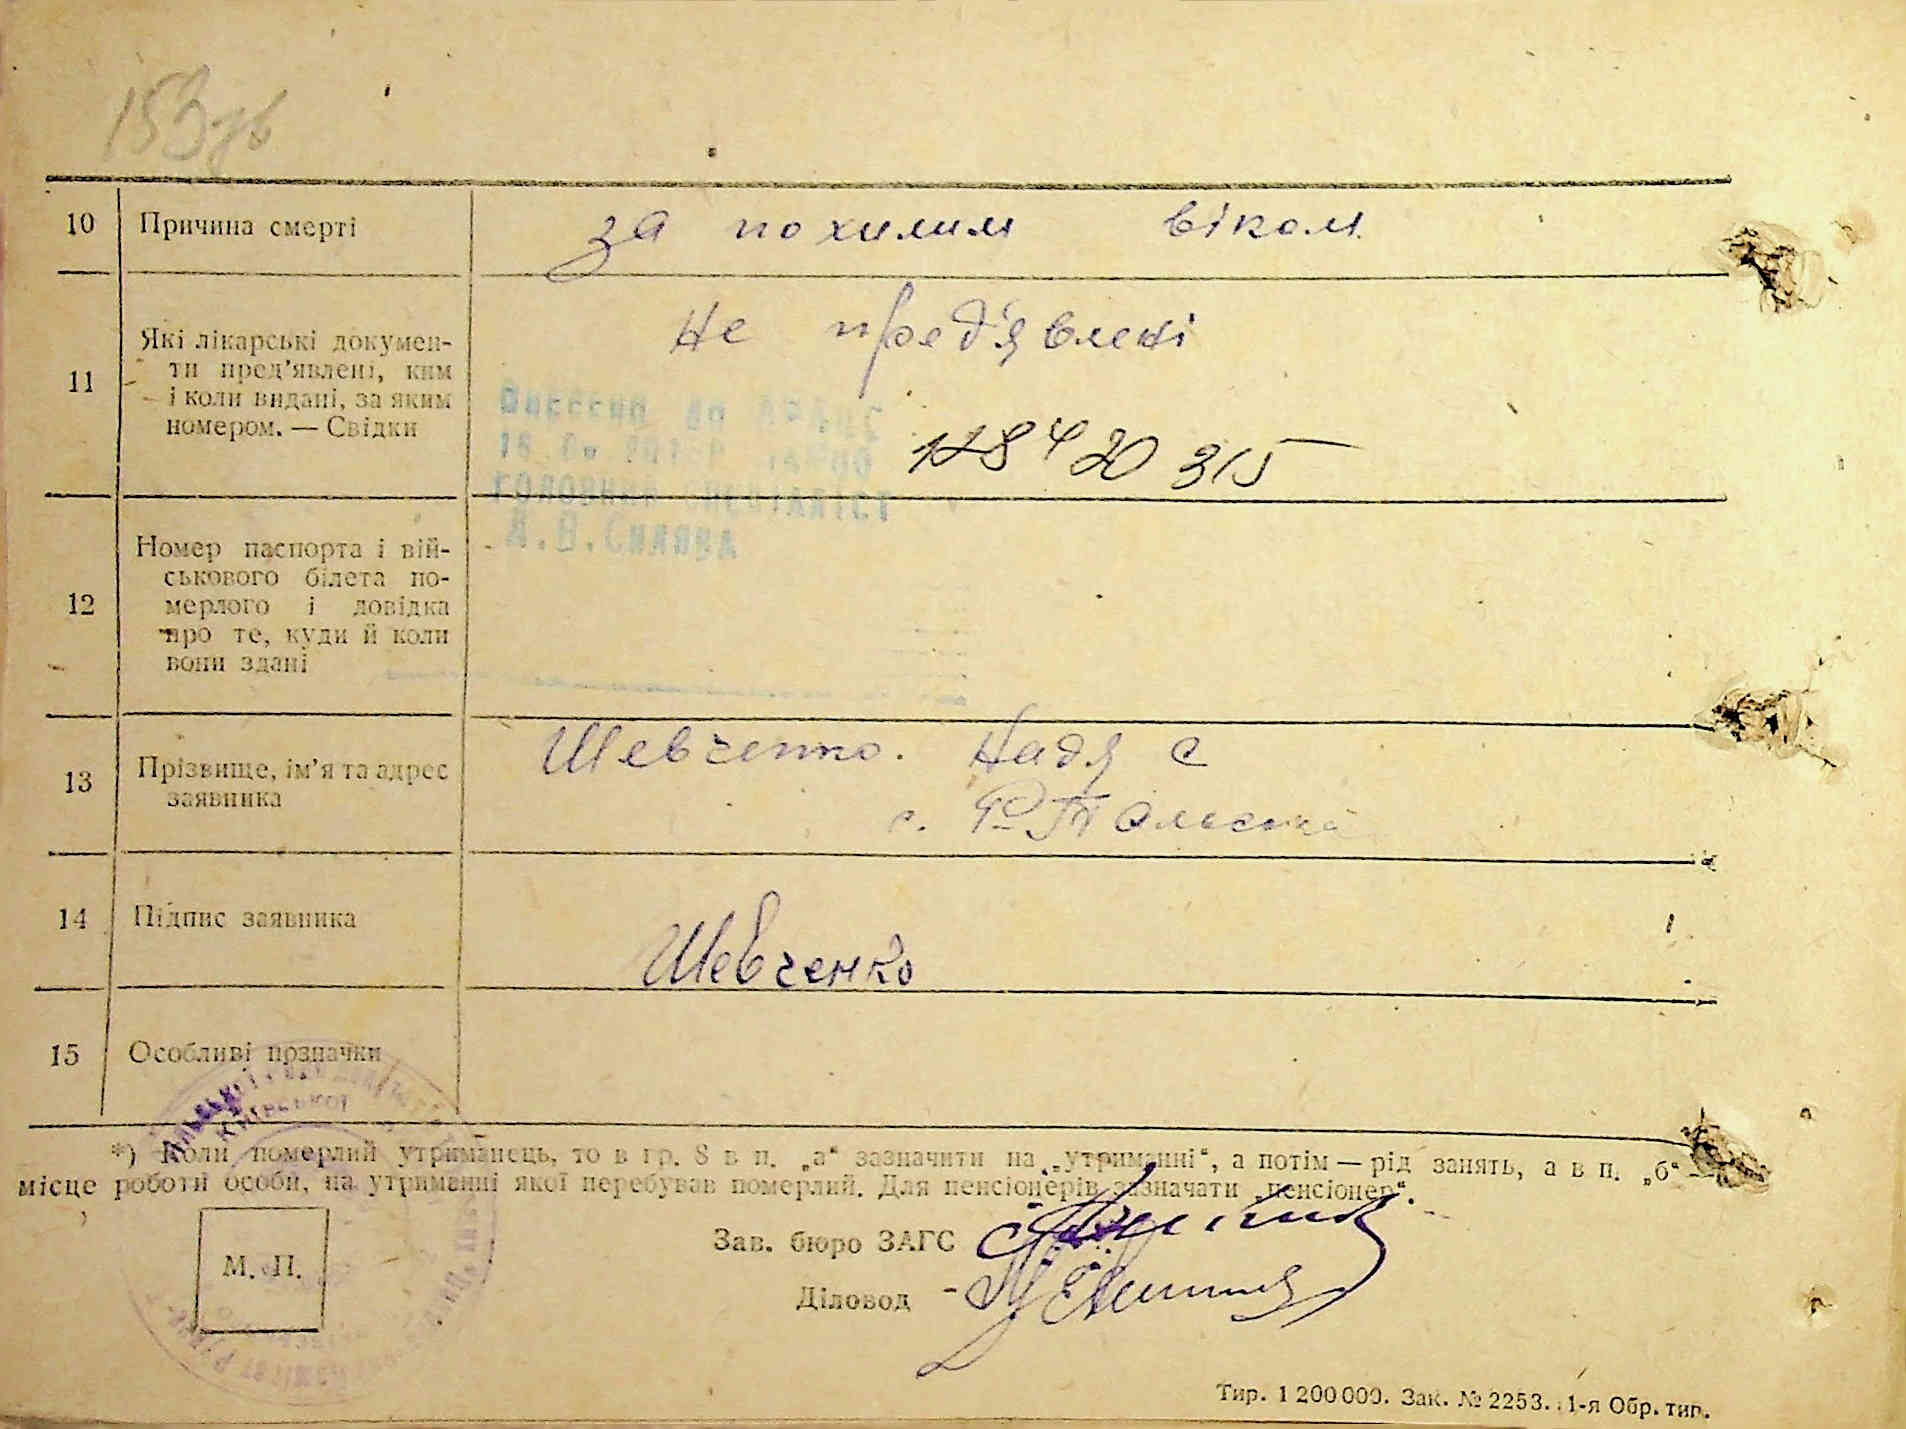 153
10 Причина смерті за похилим віком
11 Які лікарські докумен-
ти пред'явлені, ким
і коли видані, за яким
номером. — Свідки
не пред'явлені
Внесено до
головний спеціаліст
12 Номер паспорта і вій-
ськового білета по-
мерлого і довідка
про те, куди й коли
вони здані
13 Прізвище, ім'я та адрес
заявника
Шевченко. Надя С
с.
14 Підпис заявника Шевченко
15 Особливі позначки
Київської
*) Коли померлий утриманець, то в гр. 8 в п. „а“ зазначити на „утриманні“, а потім — рід занять, а в п. „б“ —
місце роботи особи, на утриманні якої перебував померлий. Для пенсіонерів зазначати „пенсіонер“.
М. П.
Зав. бюро ЗАГС
Діловод
Тир. 1 200 000. Зак. № 2253. 1-я Обр. тип.